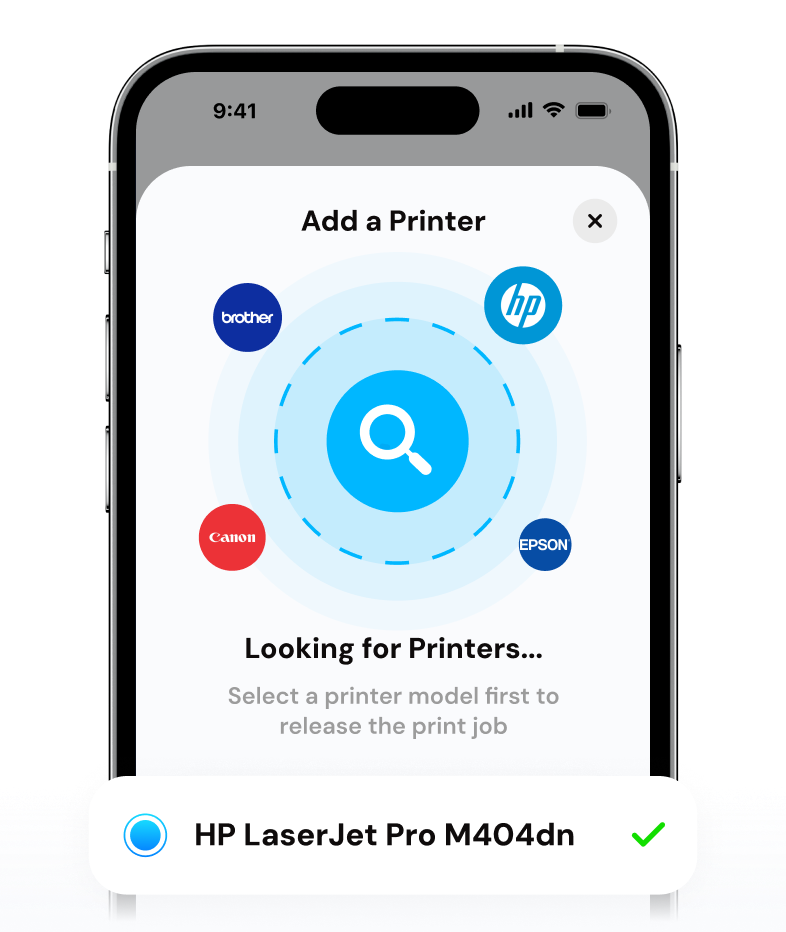 9:41
Add a Printer
brother
hp
Canon
EPSON
Looking for Printers...
Select a printer model first to
release the print job
HP LaserJet Pro M404dn